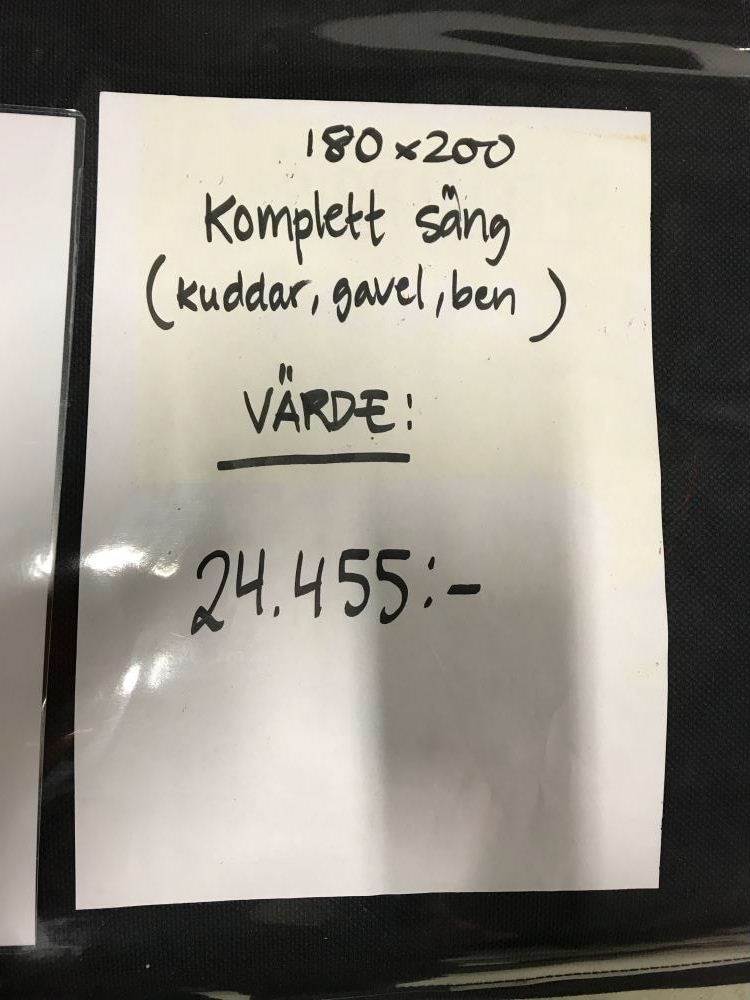 180x200
Komplett säng
(kuddar, gavel, ben)
VÄRDE:
24.455:-